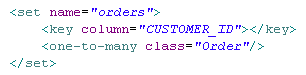 <set name="orders">
<key column="CUSTOMER_ID"></key>
<one-to-many class="Order"/>
</set>